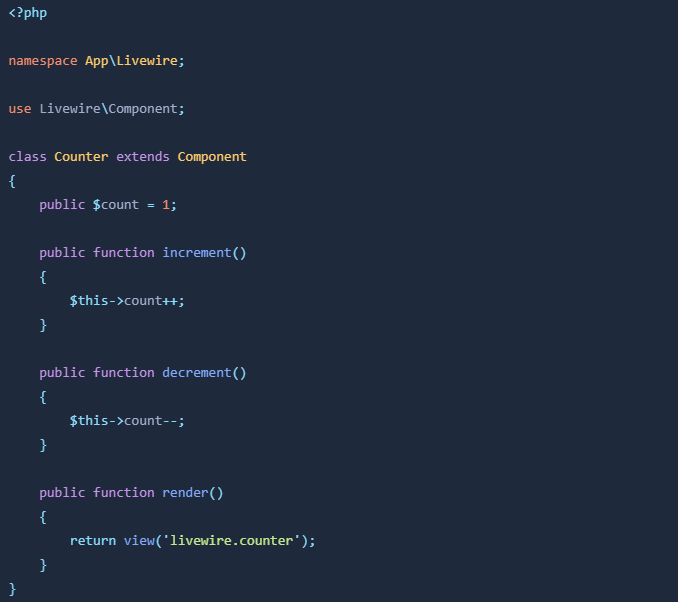 <?php
namespace App\Livewire;
use Livewire\Component;
class Counter extends Component
{
    public $count = 1;
    public function increment()
    {
        $this->count++;
    }
    public function decrement()
    {
        $this->count--;
    }
    public function render()
    {
        return view('livewire.counter');
    }
}